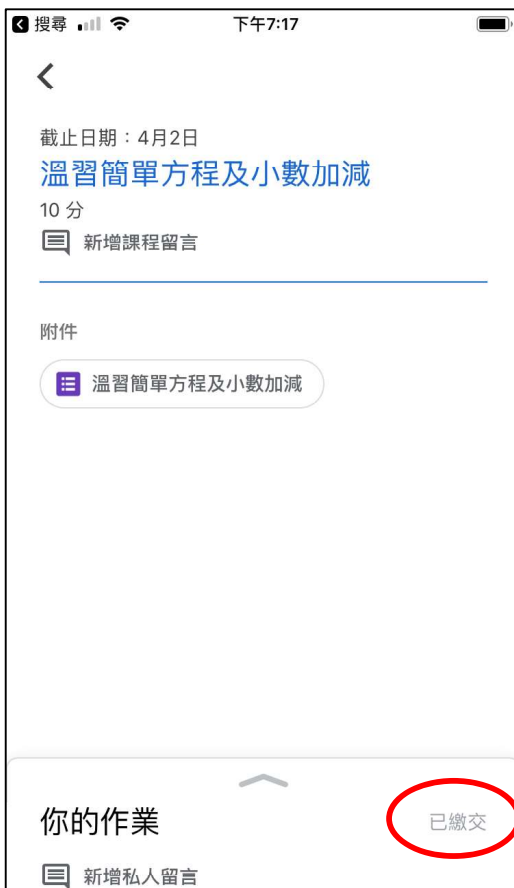 搜尋 下午7:17
截止日期：4月2日
溫習簡單方程及小數加減
10 分
新增課程留言
附件
溫習簡單方程及小數加減
你的作業 已繳交
新增私人留言